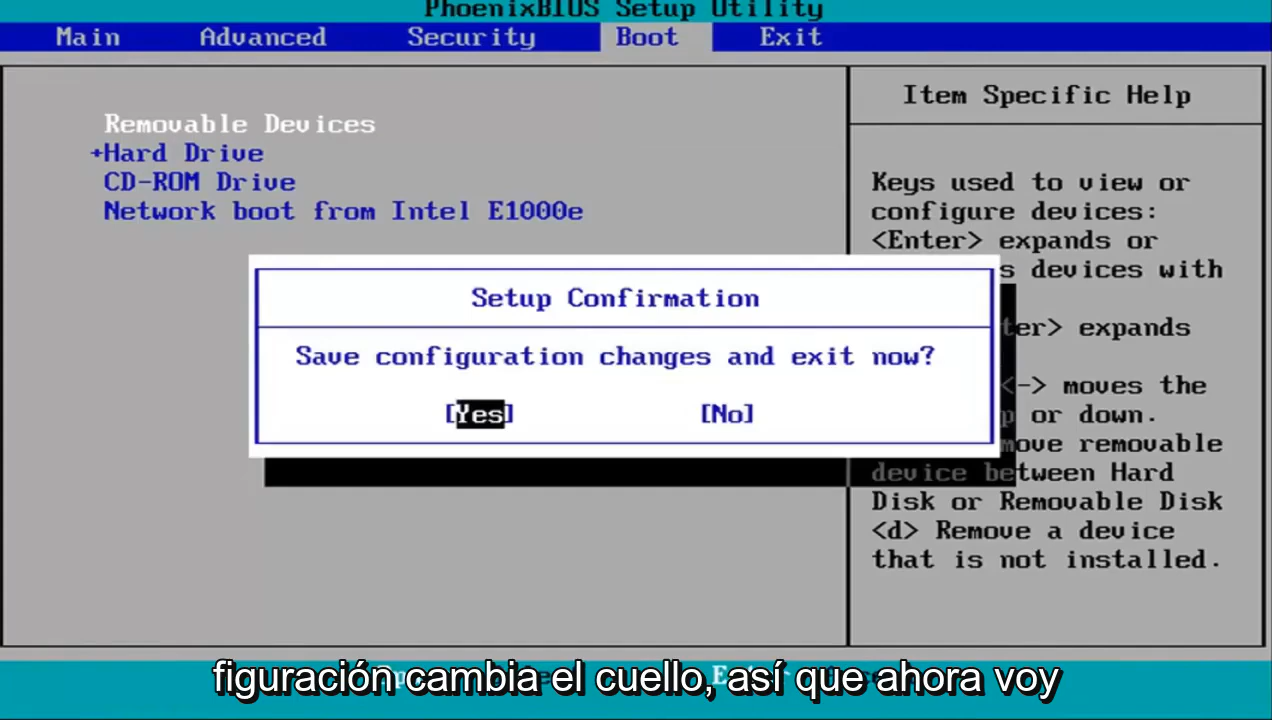 PhoenixBIOS Setup Utility
Main Advanced Security Boot Exit
Removable Devices
+Hard Drive
CD-ROM Drive
Network boot from Intel E1000e
Item Specific Help
Keys used to view or
configure devices:
<Enter> expands or
devices with
expands
<-> moves the
or down.
move removable
device between Hard
Disk or Removable Disk
<d> Remove a device
that is not installed.
Setup Confirmation
Save configuration changes and exit now?
[Yes] [No]
figuración cambia el cuello, así que ahora voy